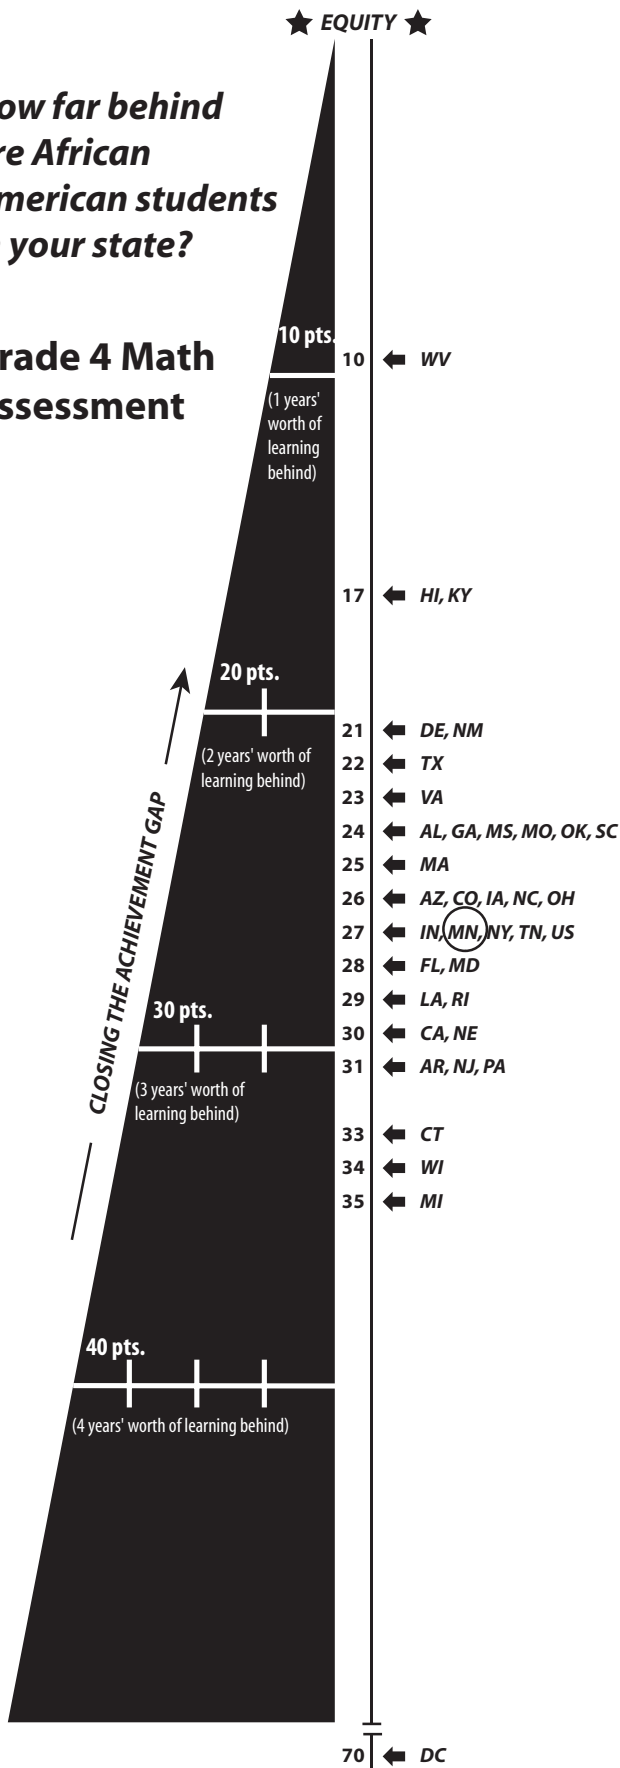 EQUITY
ow far behind
re African
merican students
your state?
rade 4 Math
ssessment
10 pts.
(1 years'
worth of
learning
behind)
10 WV
17 HI, KY
20 pts.
(2 years' worth of
learning behind)
21 DE, NM
22 TX
23 VA
24 AL, GA, MS, MO, OK, SC
25 MA
26 AZ, CO, IA, NC, OH
27 IN, MN, NY, TN, US
28 FL, MD
29 LA, RI
30 CA, NE
31 AR, NJ, PA
CLOSING THE ACHIEVEMENT GAP
30 pts.
(3 years' worth of
learning behind)
33 CT
34 WI
35 MI
40 pts.
(4 years' worth of learning behind)
70 DC